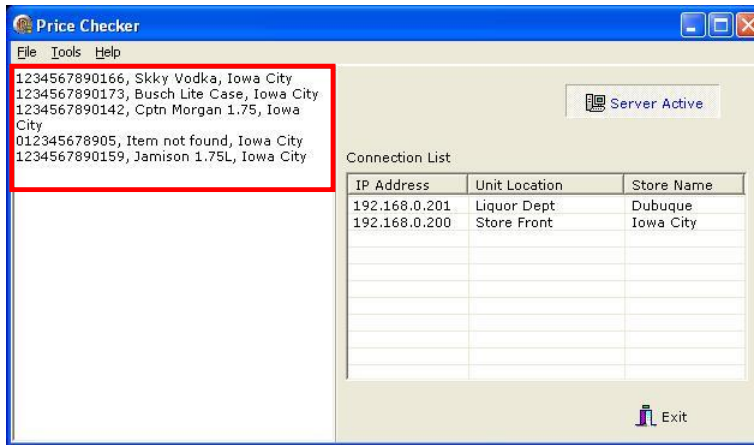 Price Checker
File Tools Help
1234567890166, Skky Vodka, Iowa City
1234567890173, Busch Lite Case, Iowa City
1234567890142, Cptn Morgan 1.75, Iowa
City
012345678905, Item not found, Iowa City
1234567890159, Jamison 1.75L, Iowa City
Server Active
Connection List
IP Address Unit Location Store Name
192.168.0.201 Liquor Dept Dubuque
192.168.0.200 Store Front Iowa City
Exit